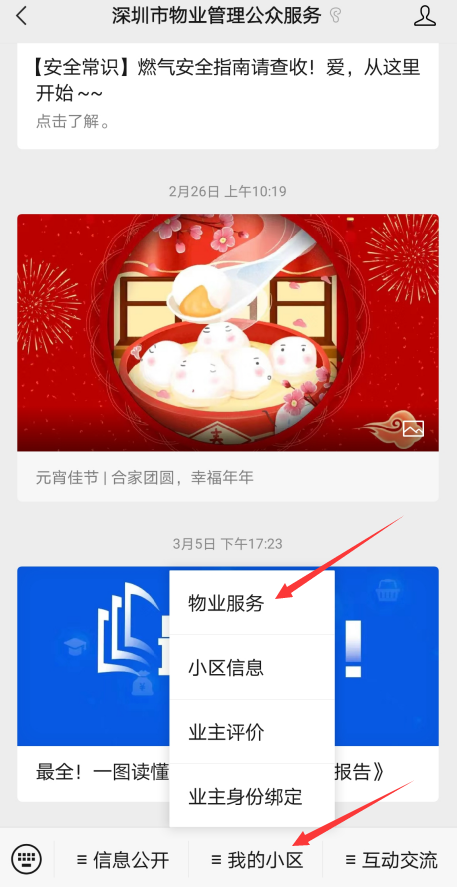 深圳市物业管理公众服务
【安全常识】燃气安全指南请查收！爱，从这里
开始~~
点击了解。
2月26日 上午10:19
春
元宵佳节 | 合家团圆，幸福年年
3月5日 下午17:23
！
物业服务
小区信息
业主评价
业主身份绑定
最全！一图读懂
报告》
≡ 信息公开
≡ 我的小区
≡ 互动交流